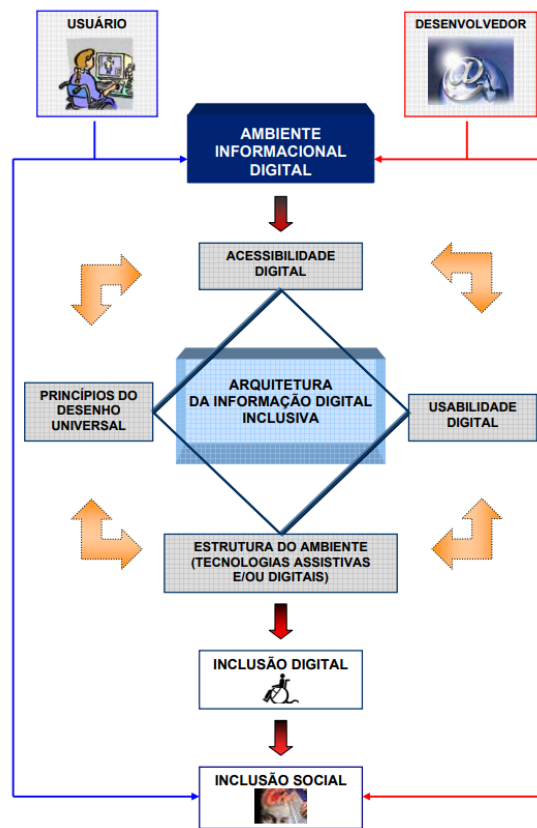 USUÁRIO
DESENVOLVEDOR
AMBIENTE
INFORMACIONAL
DIGITAL
ACESSIBILIDADE
DIGITAL
ARQUITETURA
DA INFORMAÇÃO DIGITAL
INCLUSIVA
PRINCÍPIOS DO
DESENHO
UNIVERSAL
USABILIDADE
DIGITAL
ESTRUTURA DO AMBIENTE
(TECNOLOGIAS ASSISTIVAS
E/OU DIGITAIS)
INCLUSÃO DIGITAL
INCLUSÃO SOCIAL